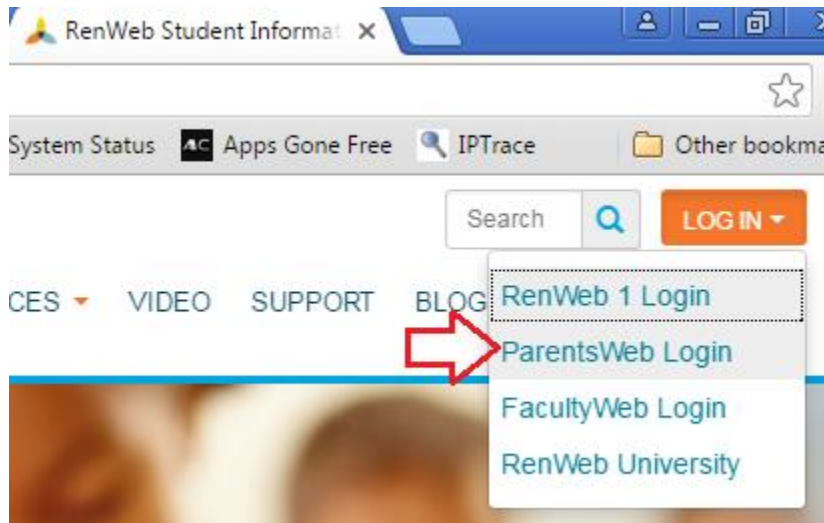 RenWeb Student Informat
System Status AC Apps Gone Free IPTrace Other bookma
Search LOG IN
CES VIDEO SUPPORT BLOG
RenWeb 1 Login
ParentsWeb Login
FacultyWeb Login
RenWeb University